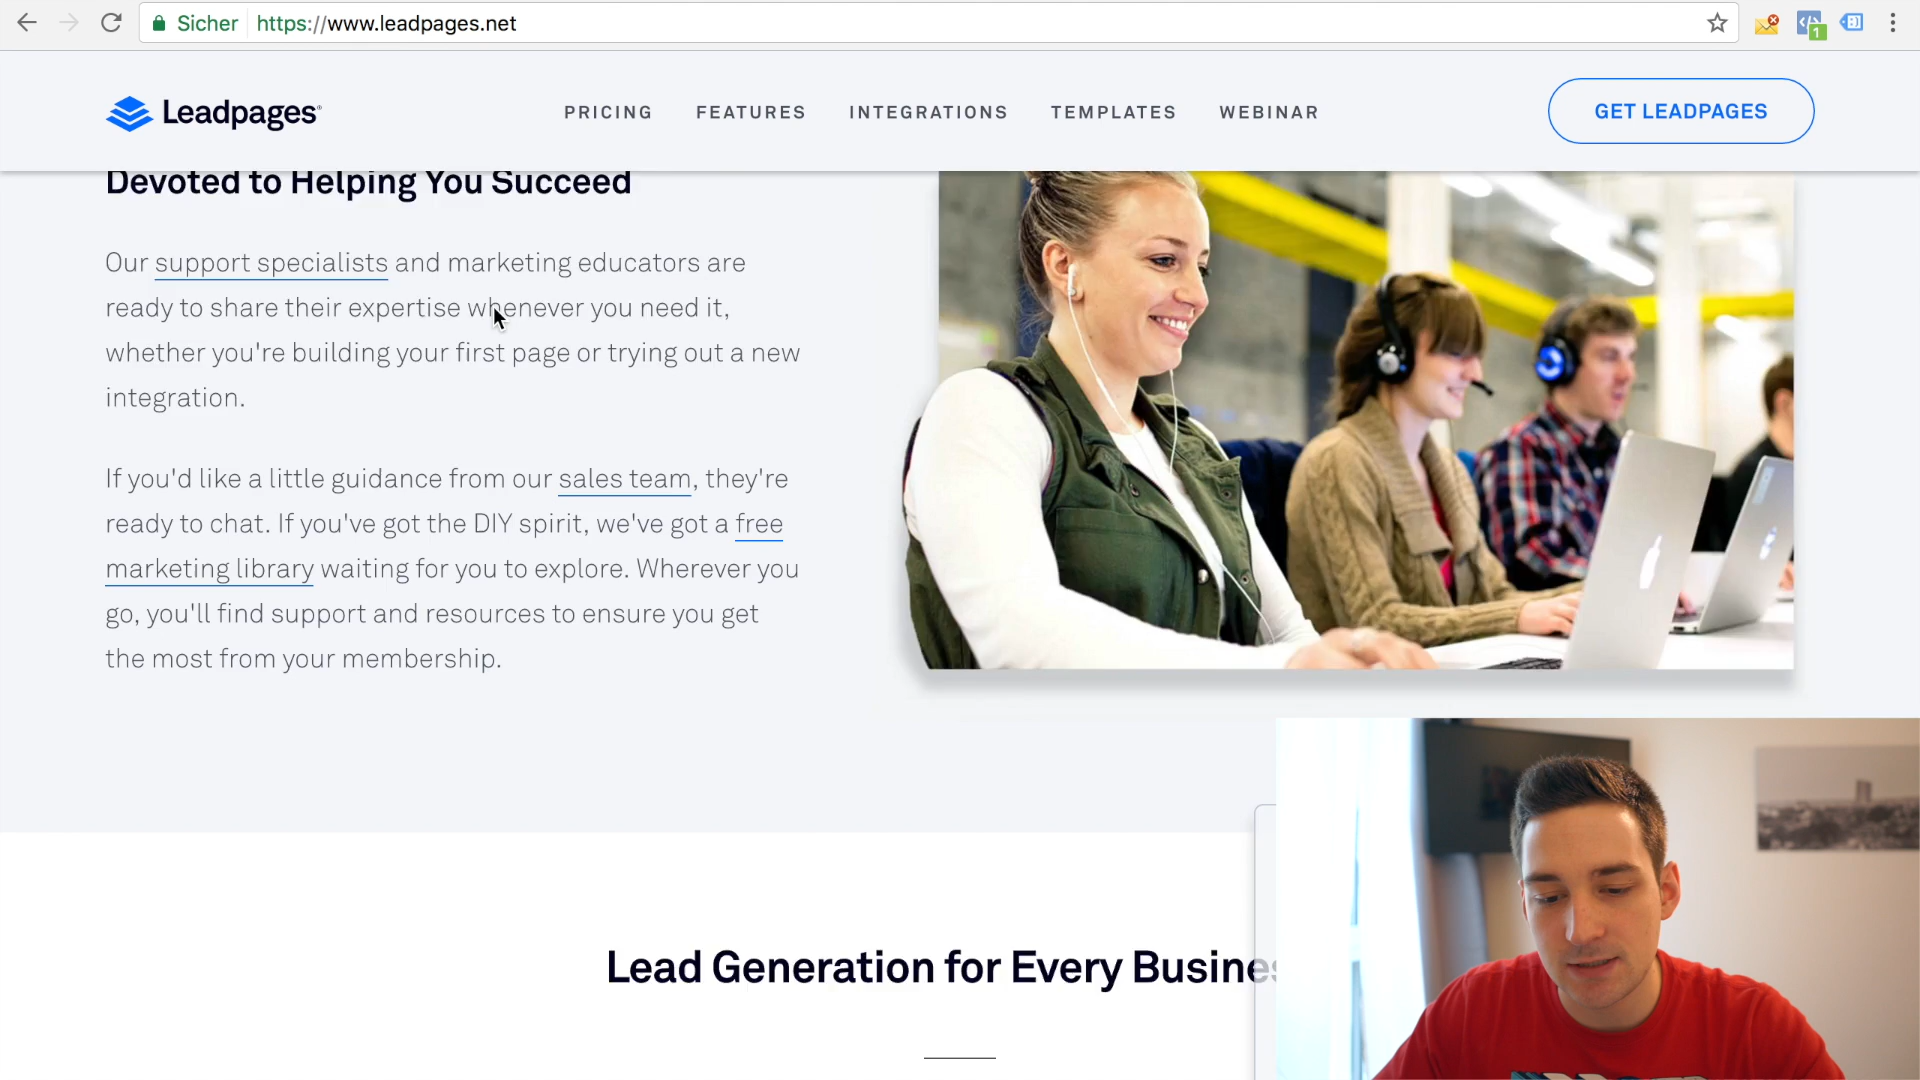 Sicher https://www.leadpages.net
1
Leadpages
PRICING FEATURES INTEGRATIONS TEMPLATES WEBINAR GET LEADPAGES
Devoted to Helping You Succeed
Our support specialists and marketing educators are
ready to share their expertise whenever you need it,
whether you're building your first page or trying out a new
integration.
If you'd like a little guidance from our sales team, they're
ready to chat. If you've got the DIY spirit, we've got a free
marketing library waiting for you to explore. Wherever you
go, you'll find support and resources to ensure you get
the most from your membership.
Lead Generation for Every Busines